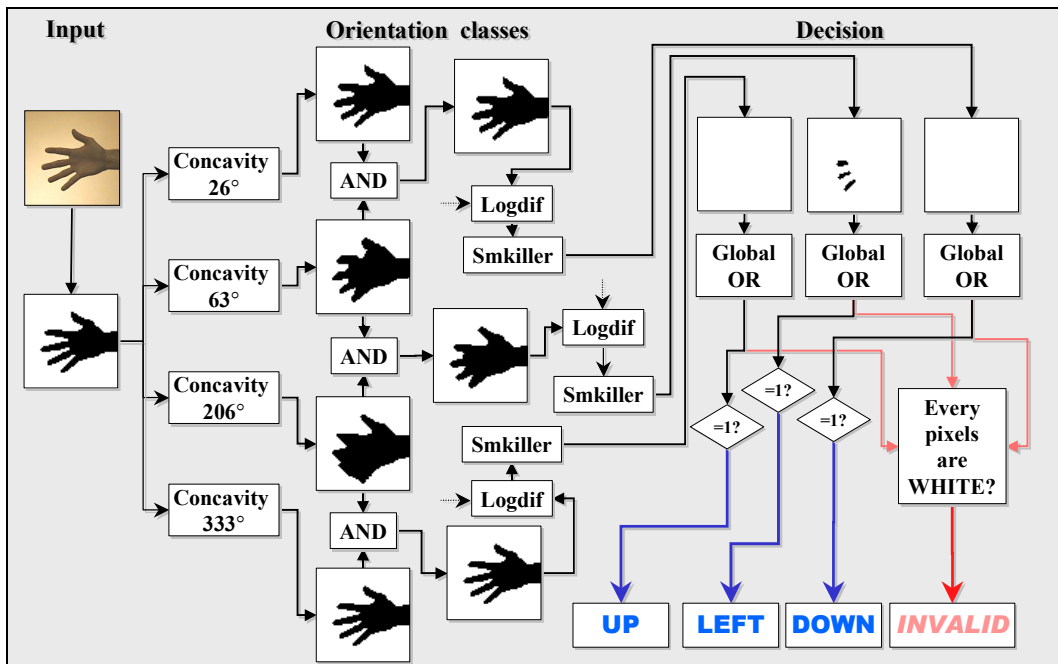 Input
Orientation classes
Decision
Concavity
26°
AND
Logdif
Smkiller
Concavity
63°
AND
Logdif
Smkiller
Concavity
206°
Smkiller
Logdif
Concavity
333°
AND
Global
OR
Global
OR
Global
OR
=1?
=1?
=1?
Every
pixels
are
WHITE?
UP
LEFT
DOWN
INVALID